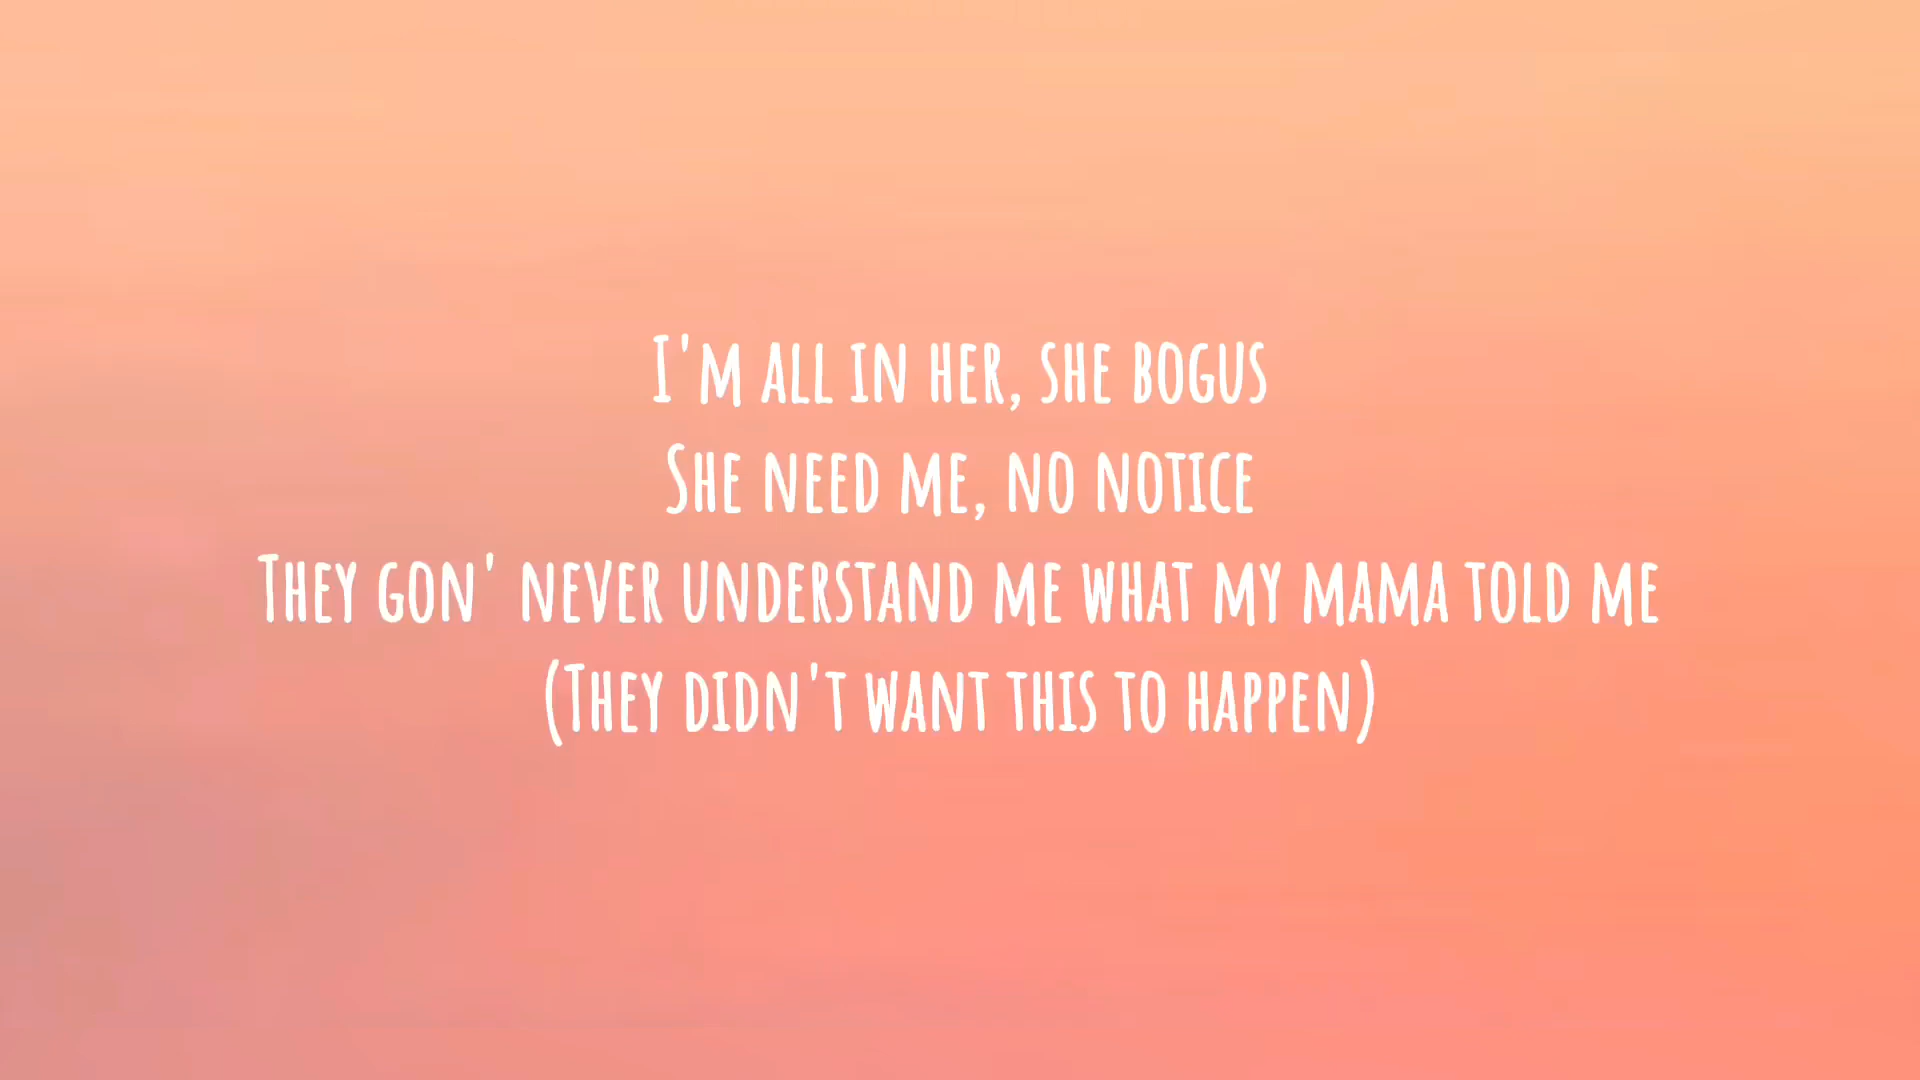 I'm all in her, she bogus
She need me, no notice
They gon' never understand me what my mama told me
(They didn't want this to happen)